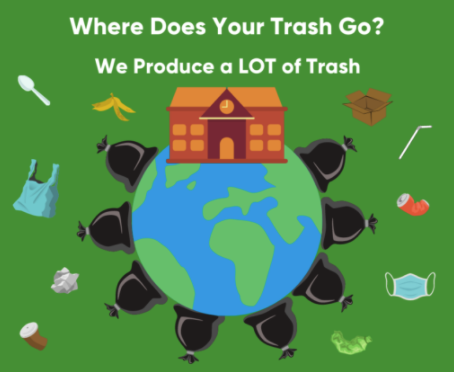 Where Does Your Trash Go?
We Produce a LOT of Trash